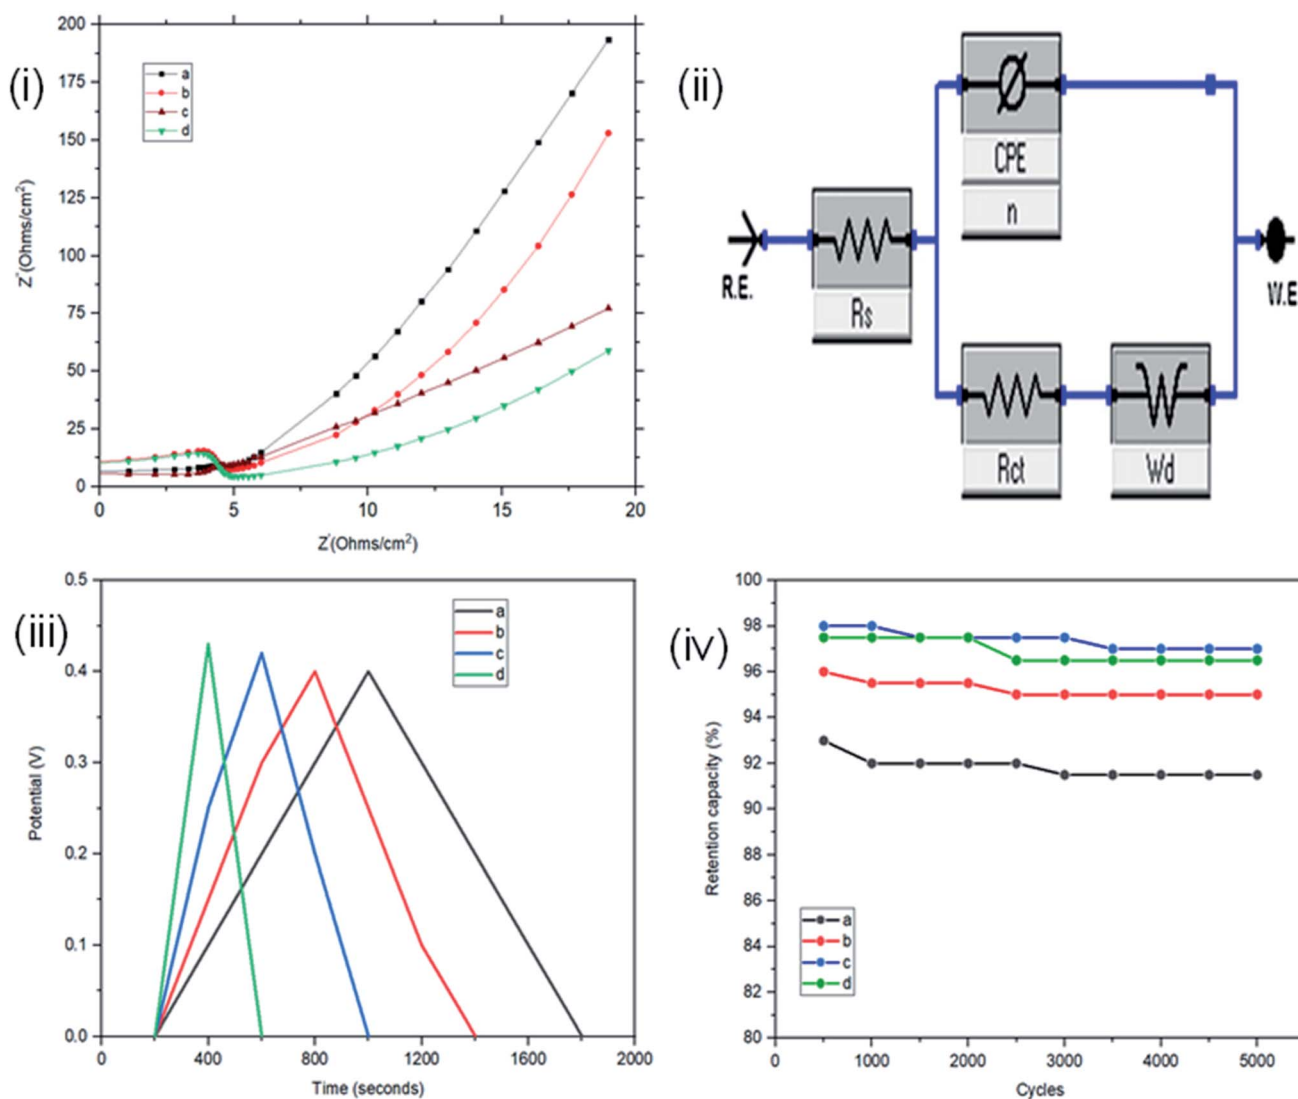 (i)
200
175
150
125
100
75
50
25
0
Z"(Ohms/cm²)
a
b
c
d
0 5 10 15 20
Z'(Ohms/cm²)
(ii)
CPE
n
R.E.
Rs
W.E
Rct
Wd
(iii)
0.5
0.4
0.3
0.2
0.1
0.0
Potential (V)
a
b
c
d
0 400 800 1200 1600 2000
Time (seconds)
(iv)
100
98
96
94
92
90
88
86
84
82
80
Retention capacity (%)
a
b
c
d
1000 2000 3000 4000 5000
Cycles